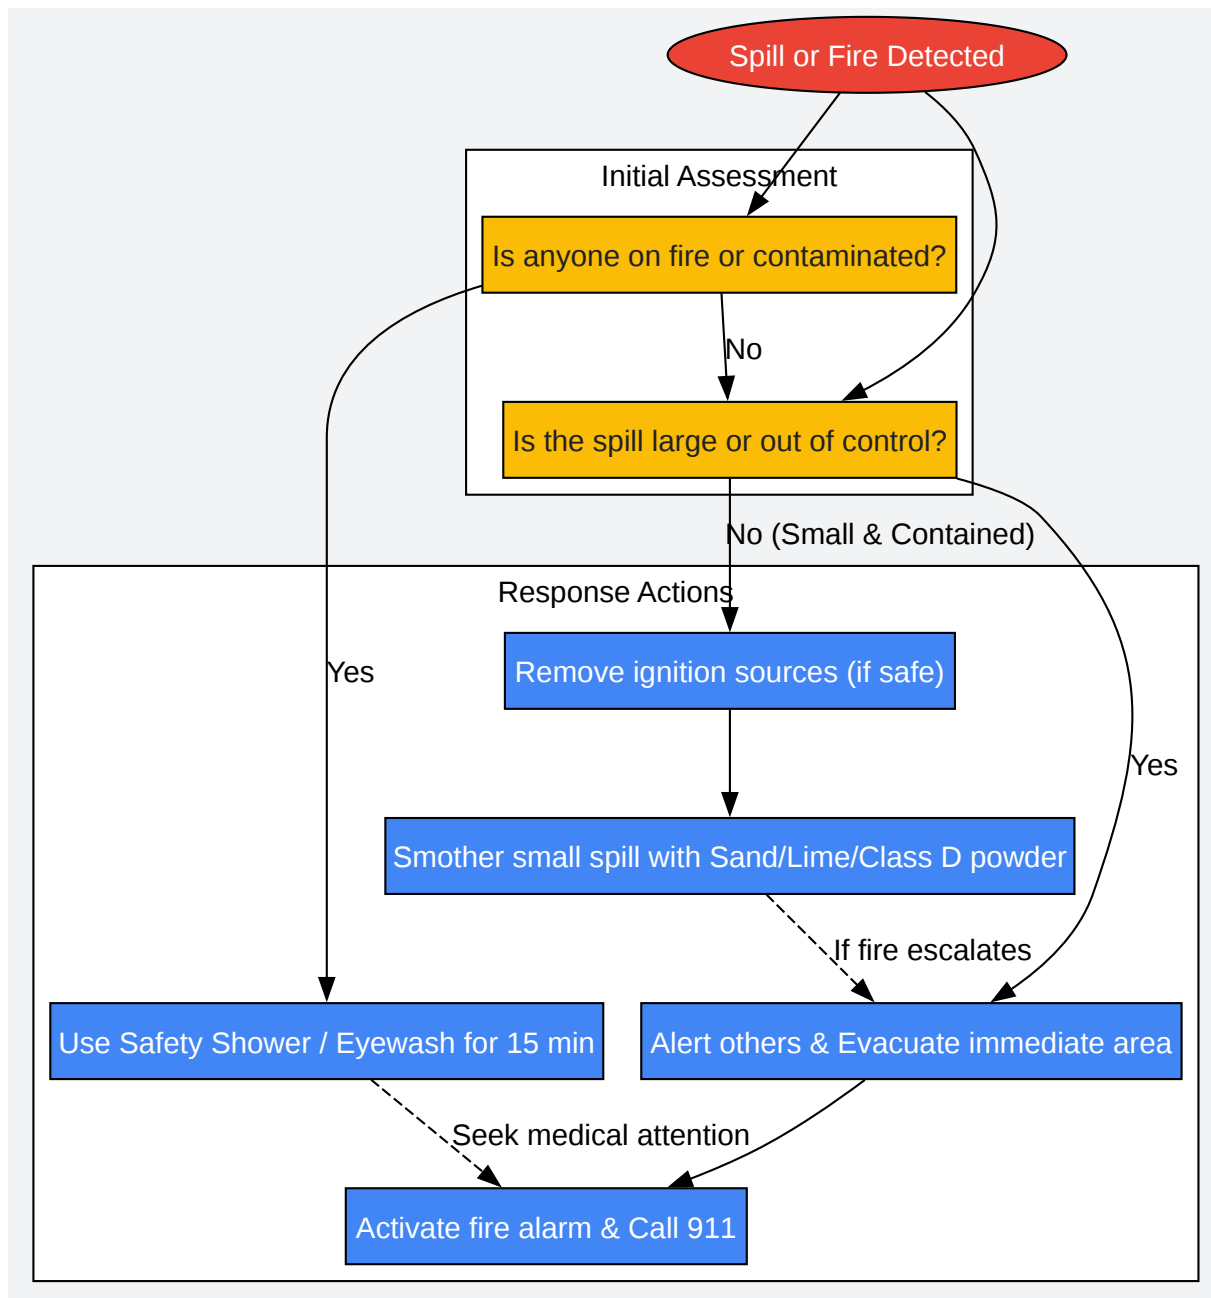 Spill or Fire Detected
Initial Assessment
Is anyone on fire or contaminated?
No
Is the spill large or out of control?
No (Small & Contained)
Response Actions
Remove ignition sources (if safe)
Yes
Yes
Smother small spill with Sand/Lime/Class D powder
If fire escalates
Use Safety Shower / Eyewash for 15 min
Alert others & Evacuate immediate area
Seek medical attention
Activate fire alarm & Call 911